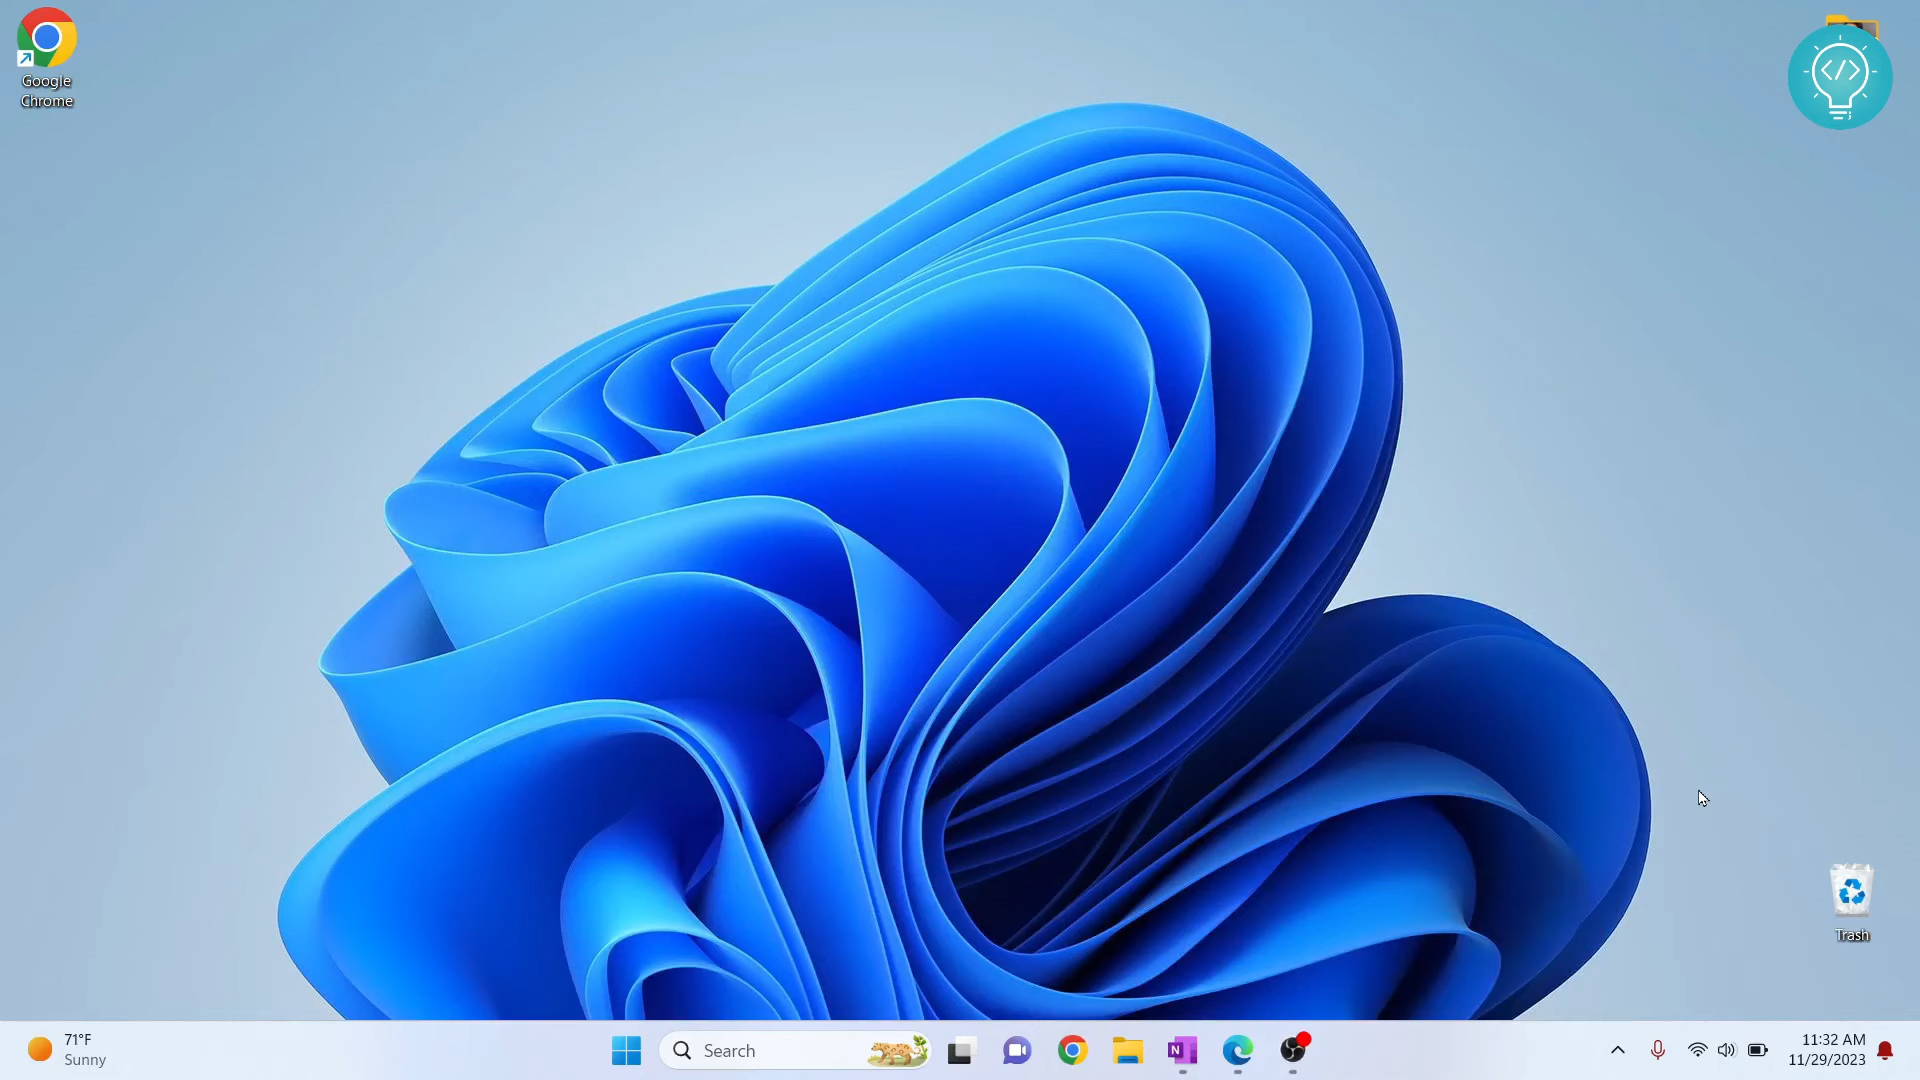 Google
Chrome
</>
Trash
71°F
Sunny
Search
N
11:32 AM
11/29/2023